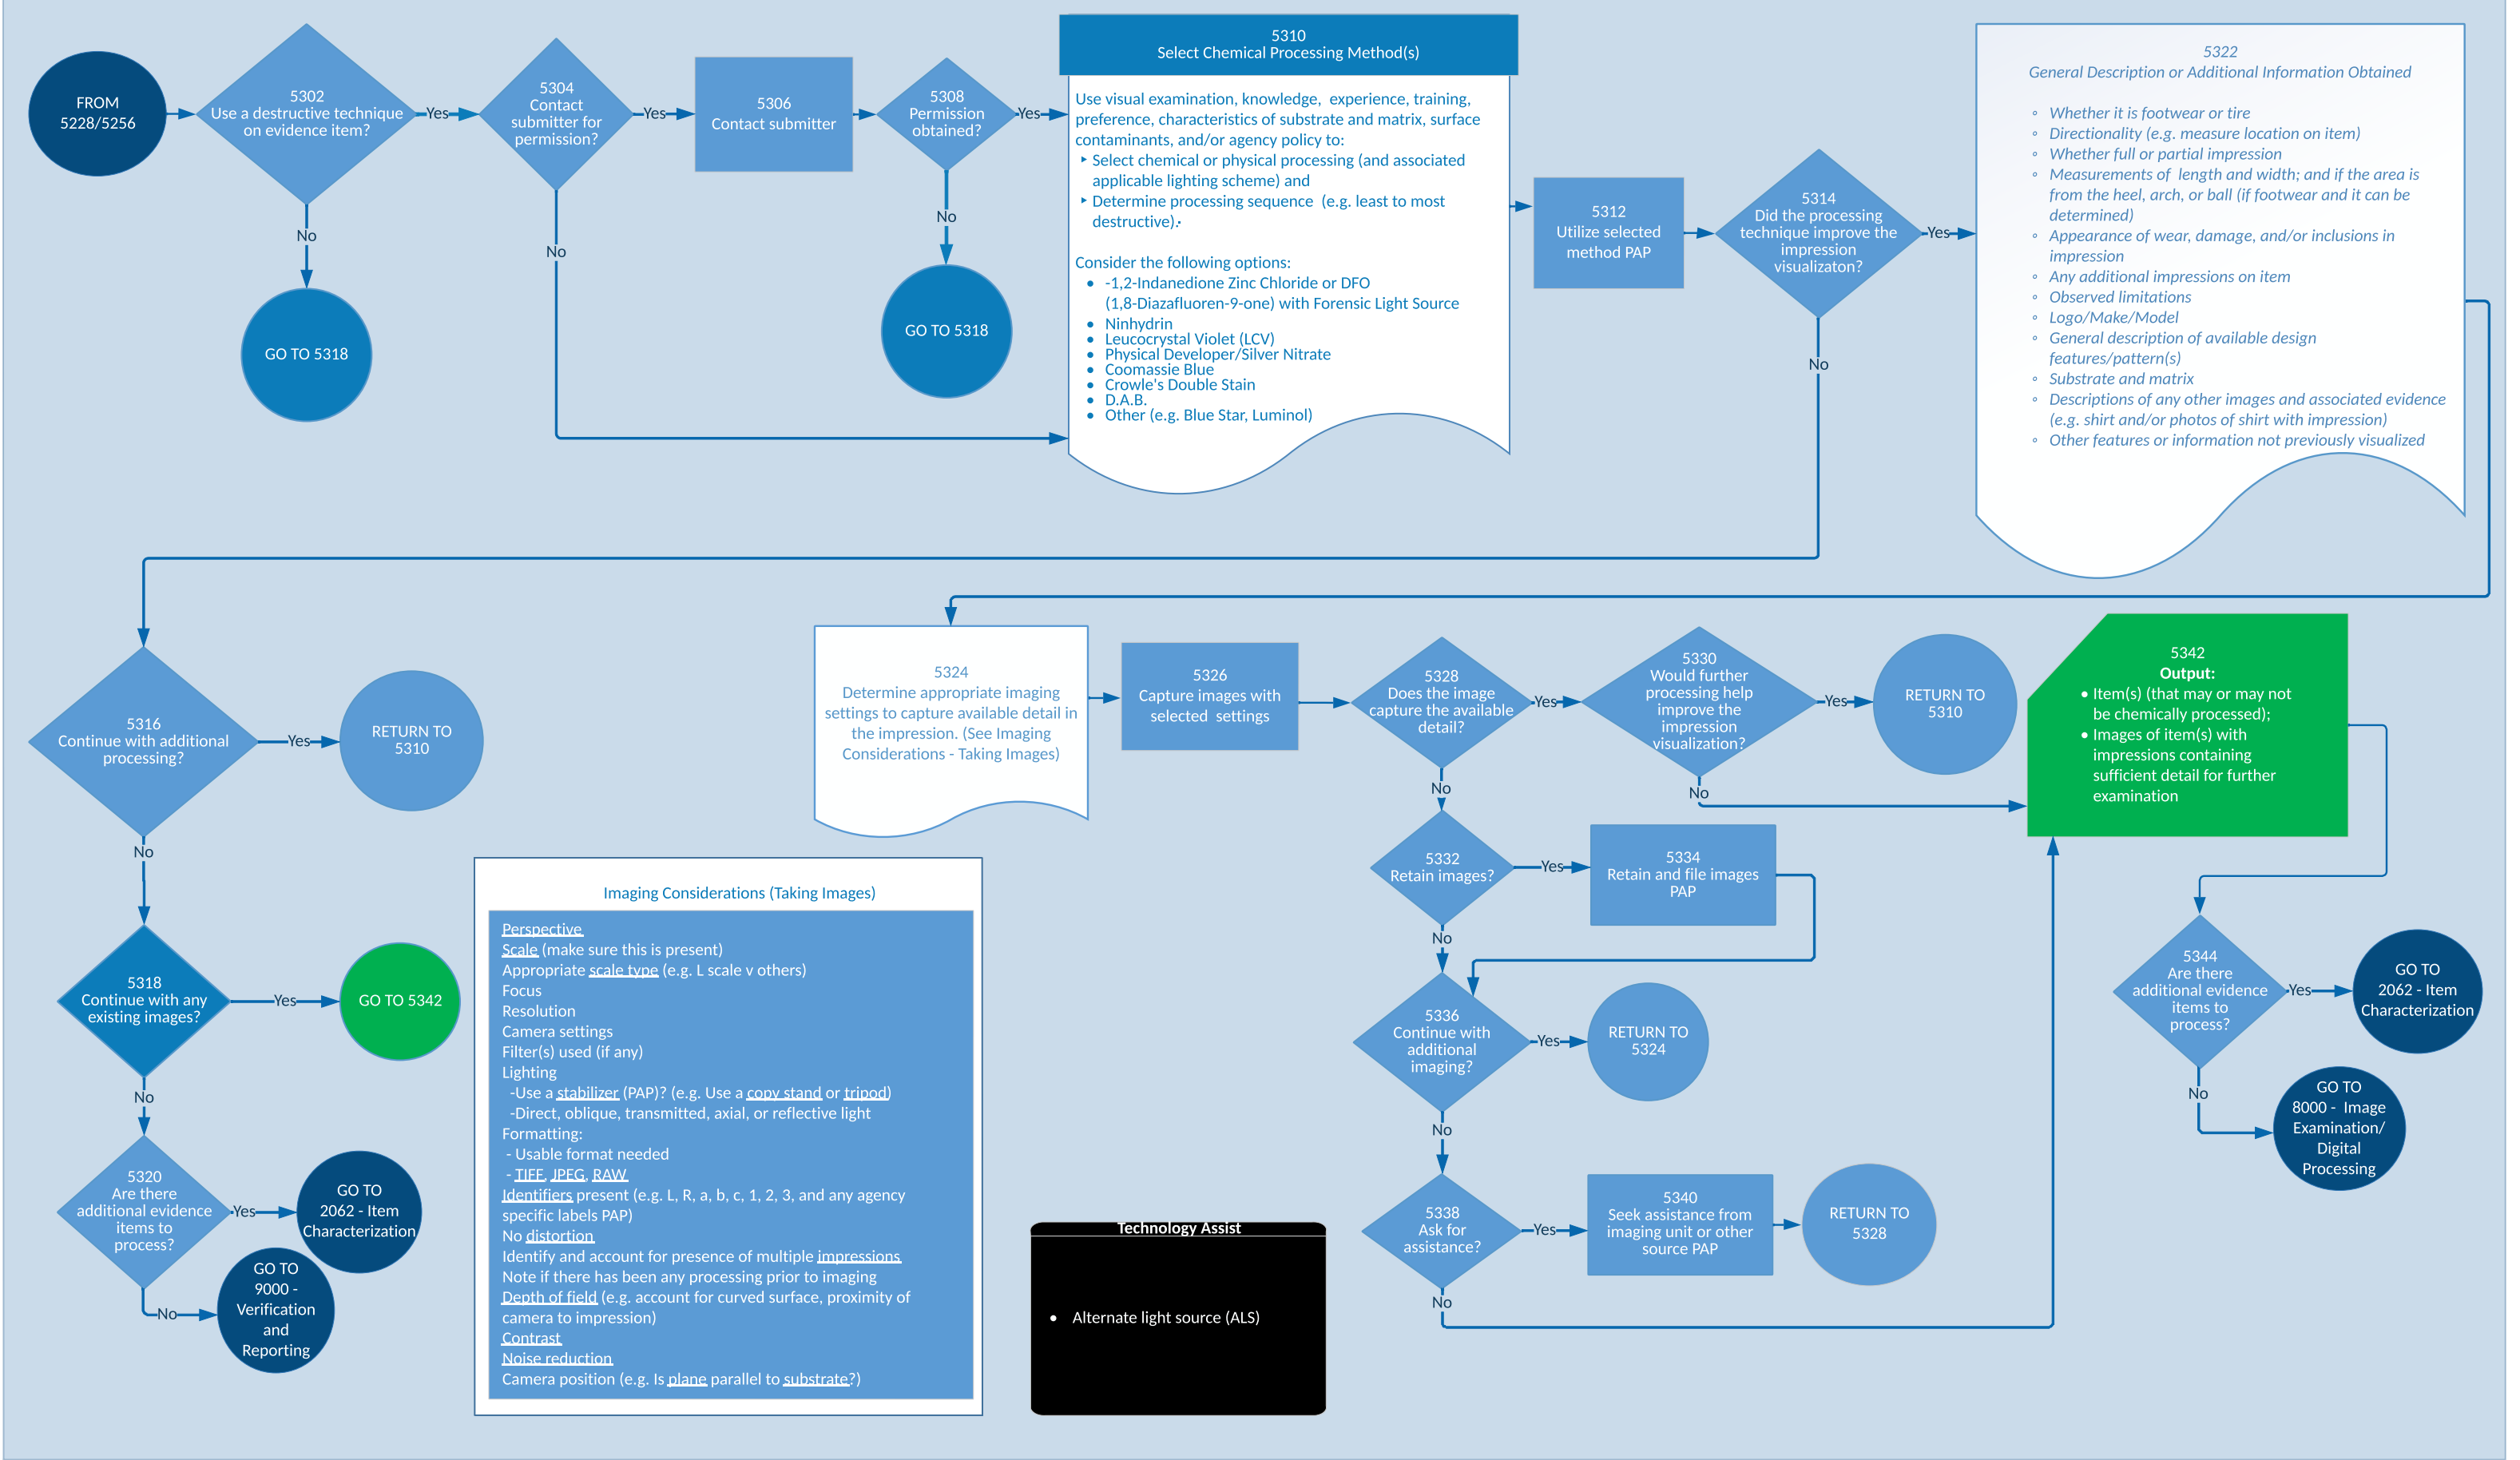 FROM
5228/5256
5302
Use a destructive technique
on evidence item?
Yes
No
GO TO 5318
5304
Contact
submitter for
permission?
Yes
No
5306
Contact submitter
5308
Permission
obtained?
Yes
No
GO TO 5318
5310
Select Chemical Processing Method(s)
Use visual examination, knowledge,  experience, training,
preference, characteristics of substrate and matrix, surface
contaminants, and/or agency policy to:
‣ Select chemical or physical processing (and associated
applicable lighting scheme) and
‣ Determine processing sequence  (e.g. least to most
destructive).·
Consider the following options:
● -1,2-Indanedione Zinc Chloride or DFO
(1,8-Diazafluoren-9-one) with Forensic Light Source
● Ninhydrin
● Leucocrystal Violet (LCV)
● Physical Developer/Silver Nitrate
● Coomassie Blue
● Crowle's Double Stain
● D.A.B.
● Other (e.g. Blue Star, Luminol)
5312
Utilize selected
method PAP
5314
Did the processing
technique improve the
impression
visualizaton?
Yes
No
5322
General Description or Additional Information Obtained
◦ Whether it is footwear or tire
◦ Directionality (e.g. measure location on item)
◦ Whether full or partial impression
◦ Measurements of  length and width; and if the area is
from the heel, arch, or ball (if footwear and it can be
determined)
◦ Appearance of wear, damage, and/or inclusions in
impression
◦ Any additional impressions on item
◦ Observed limitations
◦ Logo/Make/Model
◦ General description of available design
features/pattern(s)
◦ Substrate and matrix
◦ Descriptions of any other images and associated evidence
(e.g. shirt and/or photos of shirt with impression)
◦ Other features or information not previously visualized
5316
Continue with additional
processing?
Yes
RETURN TO
5310
No
5318
Continue with any
existing images?
Yes
GO TO 5342
No
5320
Are there
additional evidence
items to
process?
Yes
GO TO
2062 - Item
Characterization
No
GO TO
9000 -
Verification
and
Reporting
5324
Determine appropriate imaging
settings to capture available detail in
the impression. (See Imaging
Considerations - Taking Images)
5326
Capture images with
selected  settings
5328
Does the image
capture the available
detail?
Yes
No
5330
Would further
processing help
improve the
impression
visualization?
Yes
No
RETURN TO
5310
5332
Retain images?
Yes
No
5334
Retain and file images
PAP
5336
Continue with
additional
imaging?
Yes
No
RETURN TO
5324
5338
Ask for
assistance?
Yes
No
5340
Seek assistance from
imaging unit or other
source PAP
RETURN TO
5328
5342
Output:
● Item(s) (that may or may not
be chemically processed);
● Images of item(s) with
impressions containing
sufficient detail for further
examination
5344
Are there
additional evidence
items to
process?
Yes
GO TO
2062 - Item
Characterization
No
GO TO
8000 -  Image
Examination/
Digital
Processing
Imaging Considerations (Taking Images)
Perspective
Scale (make sure this is present)
Appropriate scale type (e.g. L scale v others)
Focus
Resolution
Camera settings
Filter(s) used (if any)
Lighting
-Use a stabilizer (PAP)? (e.g. Use a copy stand or tripod)
-Direct, oblique, transmitted, axial, or reflective light
Formatting:
- Usable format needed
- TIFF, JPEG, RAW
Identifiers present (e.g. L, R, a, b, c, 1, 2, 3, and any agency
specific labels PAP)
No distortion
Identify and account for presence of multiple impressions
Note if there has been any processing prior to imaging
Depth of field (e.g. account for curved surface, proximity of
camera to impression)
Contrast
Noise reduction
Camera position (e.g. Is plane parallel to substrate?)
Technology Assist
● Alternate light source (ALS)